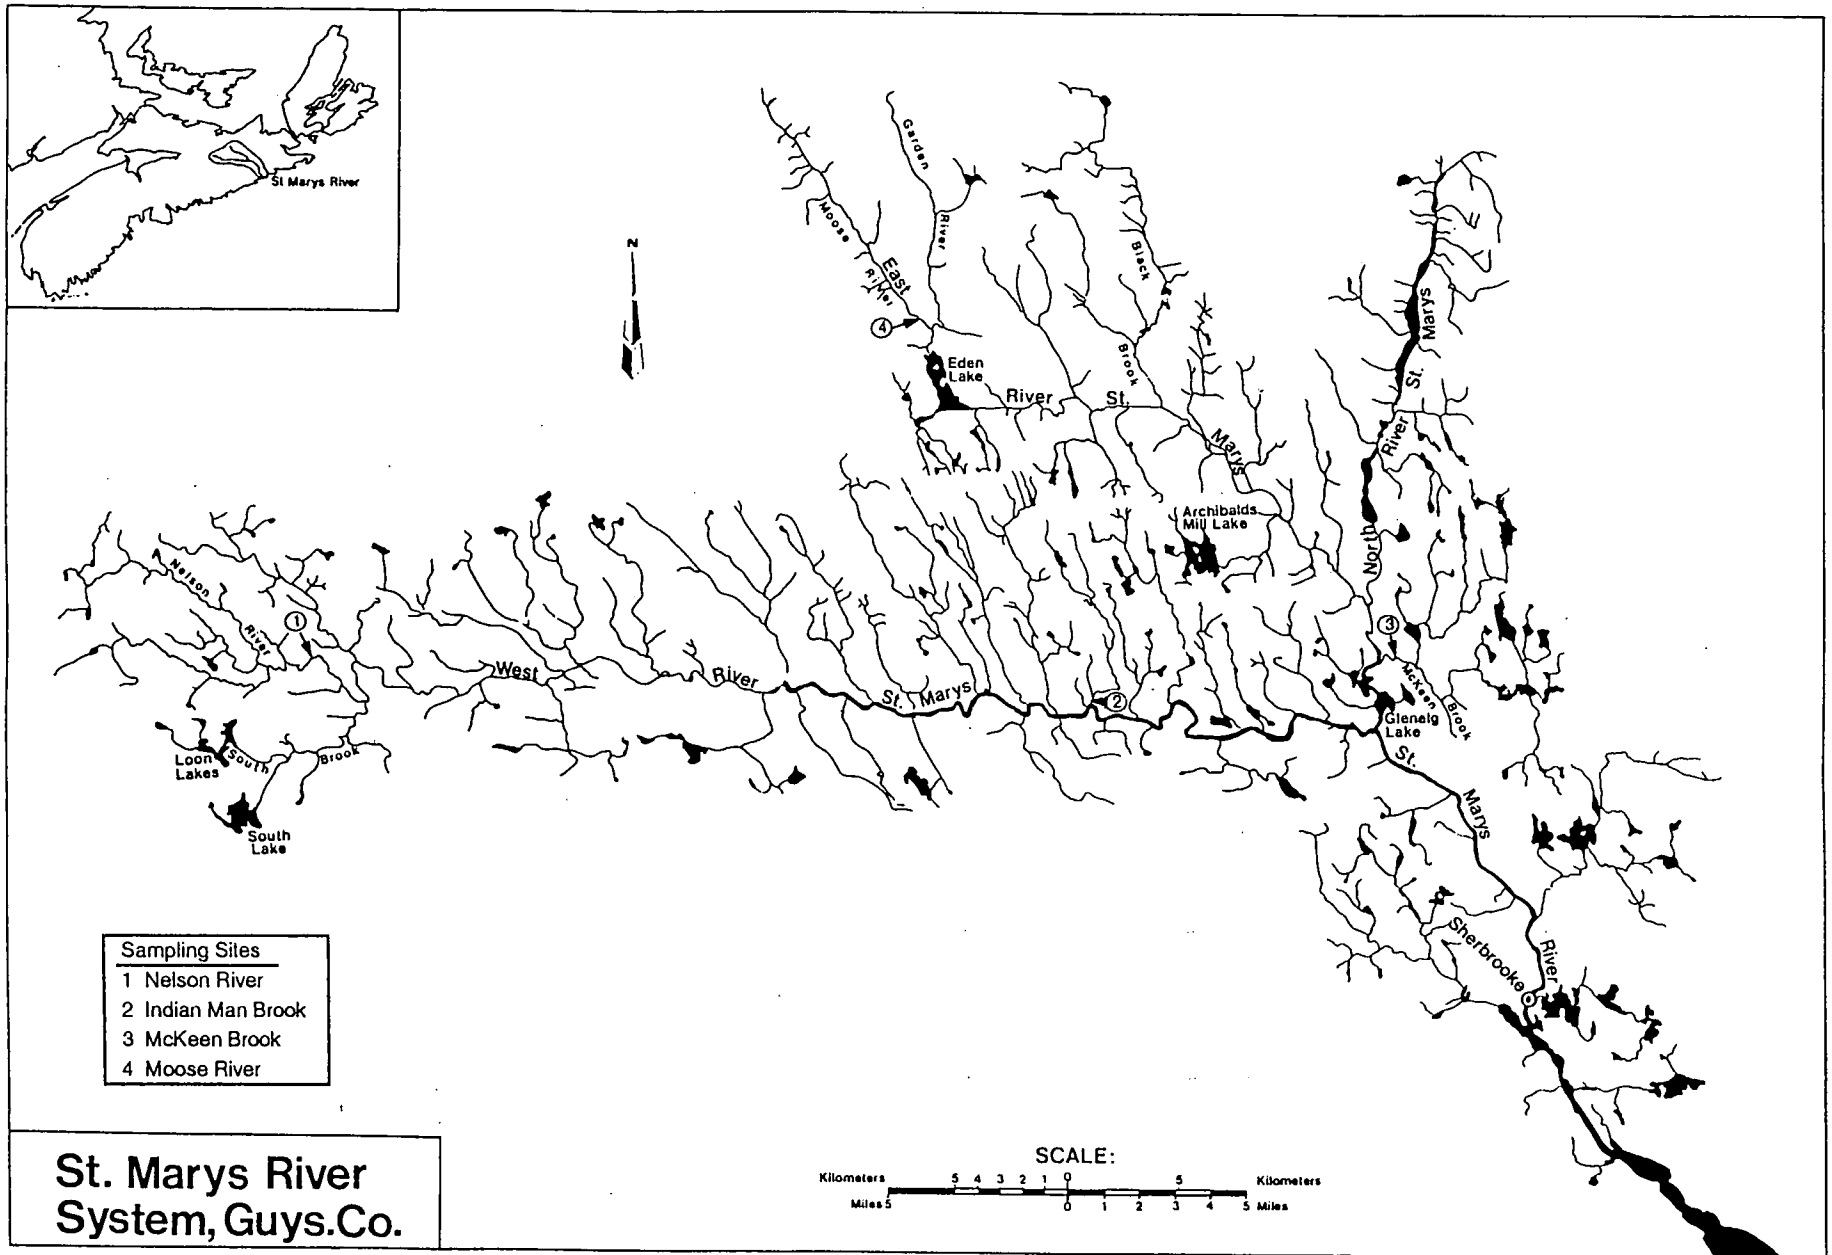 St Marys River
N
Garden
River
Moose
River
East
4
Eden
Lake
River St. Marys
Black
Brook
Marys
St.
River
North
Archibalds
Mill Lake
Nelson
River
1
West River St. Marys
2
3
McKeen
Brook
Glenelg
Lake
St.
Marys
River
Sherbrooke
Loon
Lakes
South Brook
South
Lake
Sampling Sites
1 Nelson River
2 Indian Man Brook
3 McKeen Brook
4 Moose River
St. Marys River
System, Guys.Co.
SCALE:
Kilometers 5 4 3 2 1 0 5 Kilometers
Miles 5 0 1 2 3 4 5 Miles